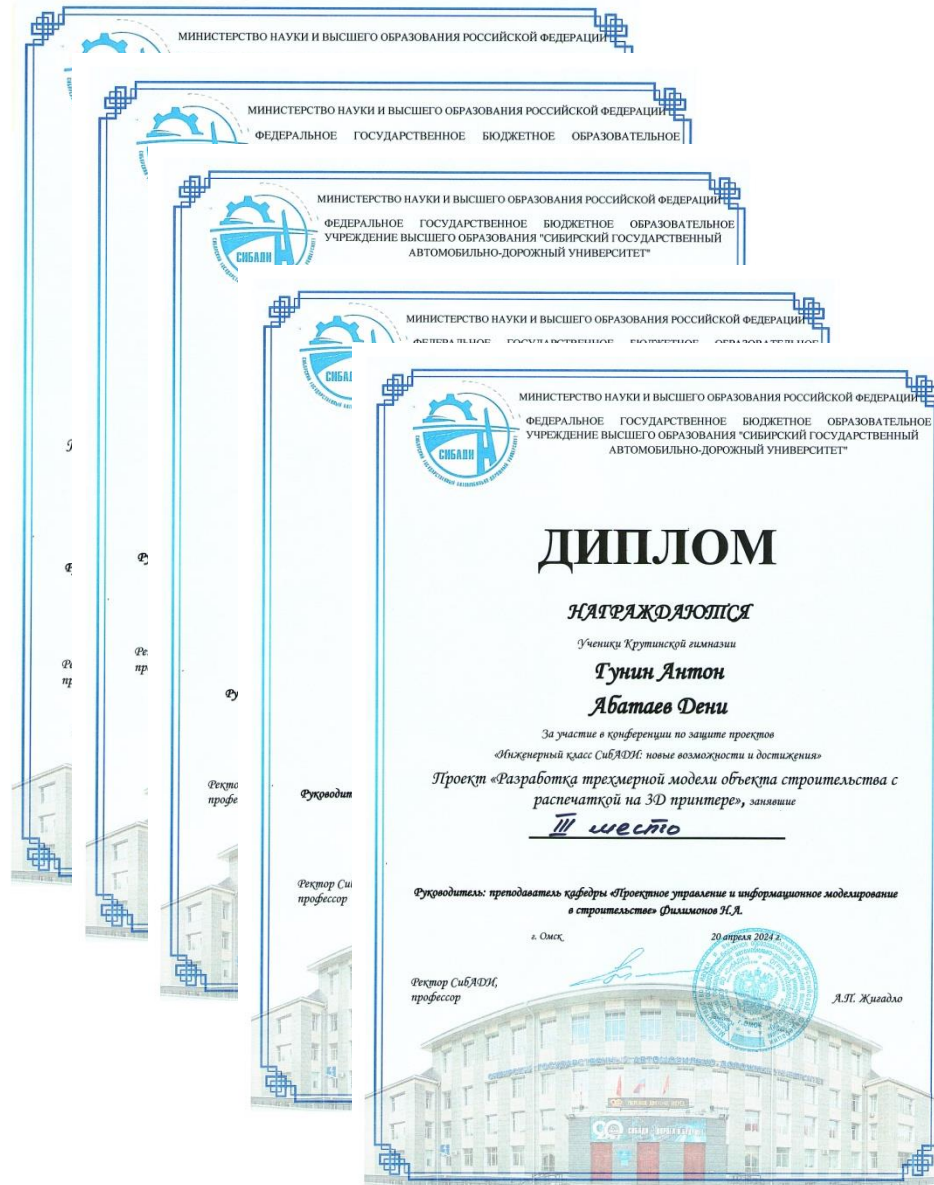 МИНИСТЕРСТВО НАУКИ И ВЫСШЕГО ОБРАЗОВАНИЯ РОССИЙСКОЙ ФЕДЕРАЦИИ
МИНИСТЕРСТВО НАУКИ И ВЫСШЕГО ОБРАЗОВАНИЯ РОССИЙСКОЙ ФЕДЕРАЦИИ
ФЕДЕРАЛЬНОЕ ГОСУДАРСТВЕННОЕ БЮДЖЕТНОЕ ОБРАЗОВАТЕЛЬНОЕ
МИНИСТЕРСТВО НАУКИ И ВЫСШЕГО ОБРАЗОВАНИЯ РОССИЙСКОЙ ФЕДЕРАЦИИ
ФЕДЕРАЛЬНОЕ ГОСУДАРСТВЕННОЕ БЮДЖЕТНОЕ ОБРАЗОВАТЕЛЬНОЕ
УЧРЕЖДЕНИЕ ВЫСШЕГО ОБРАЗОВАНИЯ "СИБИРСКИЙ ГОСУДАРСТВЕННЫЙ
АВТОМОБИЛЬНО-ДОРОЖНЫЙ УНИВЕРСИТЕТ"
СИБАДИ
МИНИСТЕРСТВО НАУКИ И ВЫСШЕГО ОБРАЗОВАНИЯ РОССИЙСКОЙ ФЕДЕРАЦИИ
ФЕДЕРАЛЬНОЕ ГОСУДАРСТВЕННОЕ БЮДЖЕТНОЕ ОБРАЗОВАТЕЛЬНОЕ
МИНИСТЕРСТВО НАУКИ И ВЫСШЕГО ОБРАЗОВАНИЯ РОССИЙСКОЙ ФЕДЕРАЦИИ
ФЕДЕРАЛЬНОЕ ГОСУДАРСТВЕННОЕ БЮДЖЕТНОЕ ОБРАЗОВАТЕЛЬНОЕ
УЧРЕЖДЕНИЕ ВЫСШЕГО ОБРАЗОВАНИЯ "СИБИРСКИЙ ГОСУДАРСТВЕННЫЙ
АВТОМОБИЛЬНО-ДОРОЖНЫЙ УНИВЕРСИТЕТ"
СИБАДИ
ДИПЛОМ
НАГРАЖДАЮТСЯ
Ученики Крутинской гимназии
Гунин Антон
Абатаев Дени
За участие в конференции по защите проектов
«Инженерный класс СибАДИ: новые возможности и достижения»
Проект «Разработка трехмерной модели объекта строительства с
распечаткой на 3D принтере», занявшие
III место
Руководитель: преподаватель кафедры «Проектное управление и информационное моделирование
в строительстве» Филимонов Н.А.
г. Омск 20 апреля 2024 г.
Ректор СибАДИ,
профессор А.П. Жигадло
Ректор Си
профессор